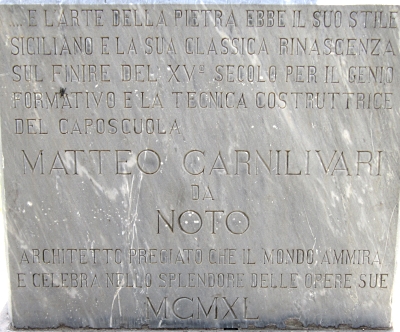 ...E L'ARTE DELLA PIETRA EBBE IL SUO STILE
SICILIANO E LA SUA CLASSICA RINASCENZA
SUL FINIRE DEL XVº SECOLO PER IL GENIO
FORMATIVO E LA TECNICA COSTRUTTRICE
DEL CAPOSCUOLA
MATTEO CARNILIVARI
DA
NOTO
ARCHITETTO PREGIATO CHE IL MONDO AMMIRA
E CELEBRA NELLO SPLENDORE DELLE OPERE SUE
MCMXL